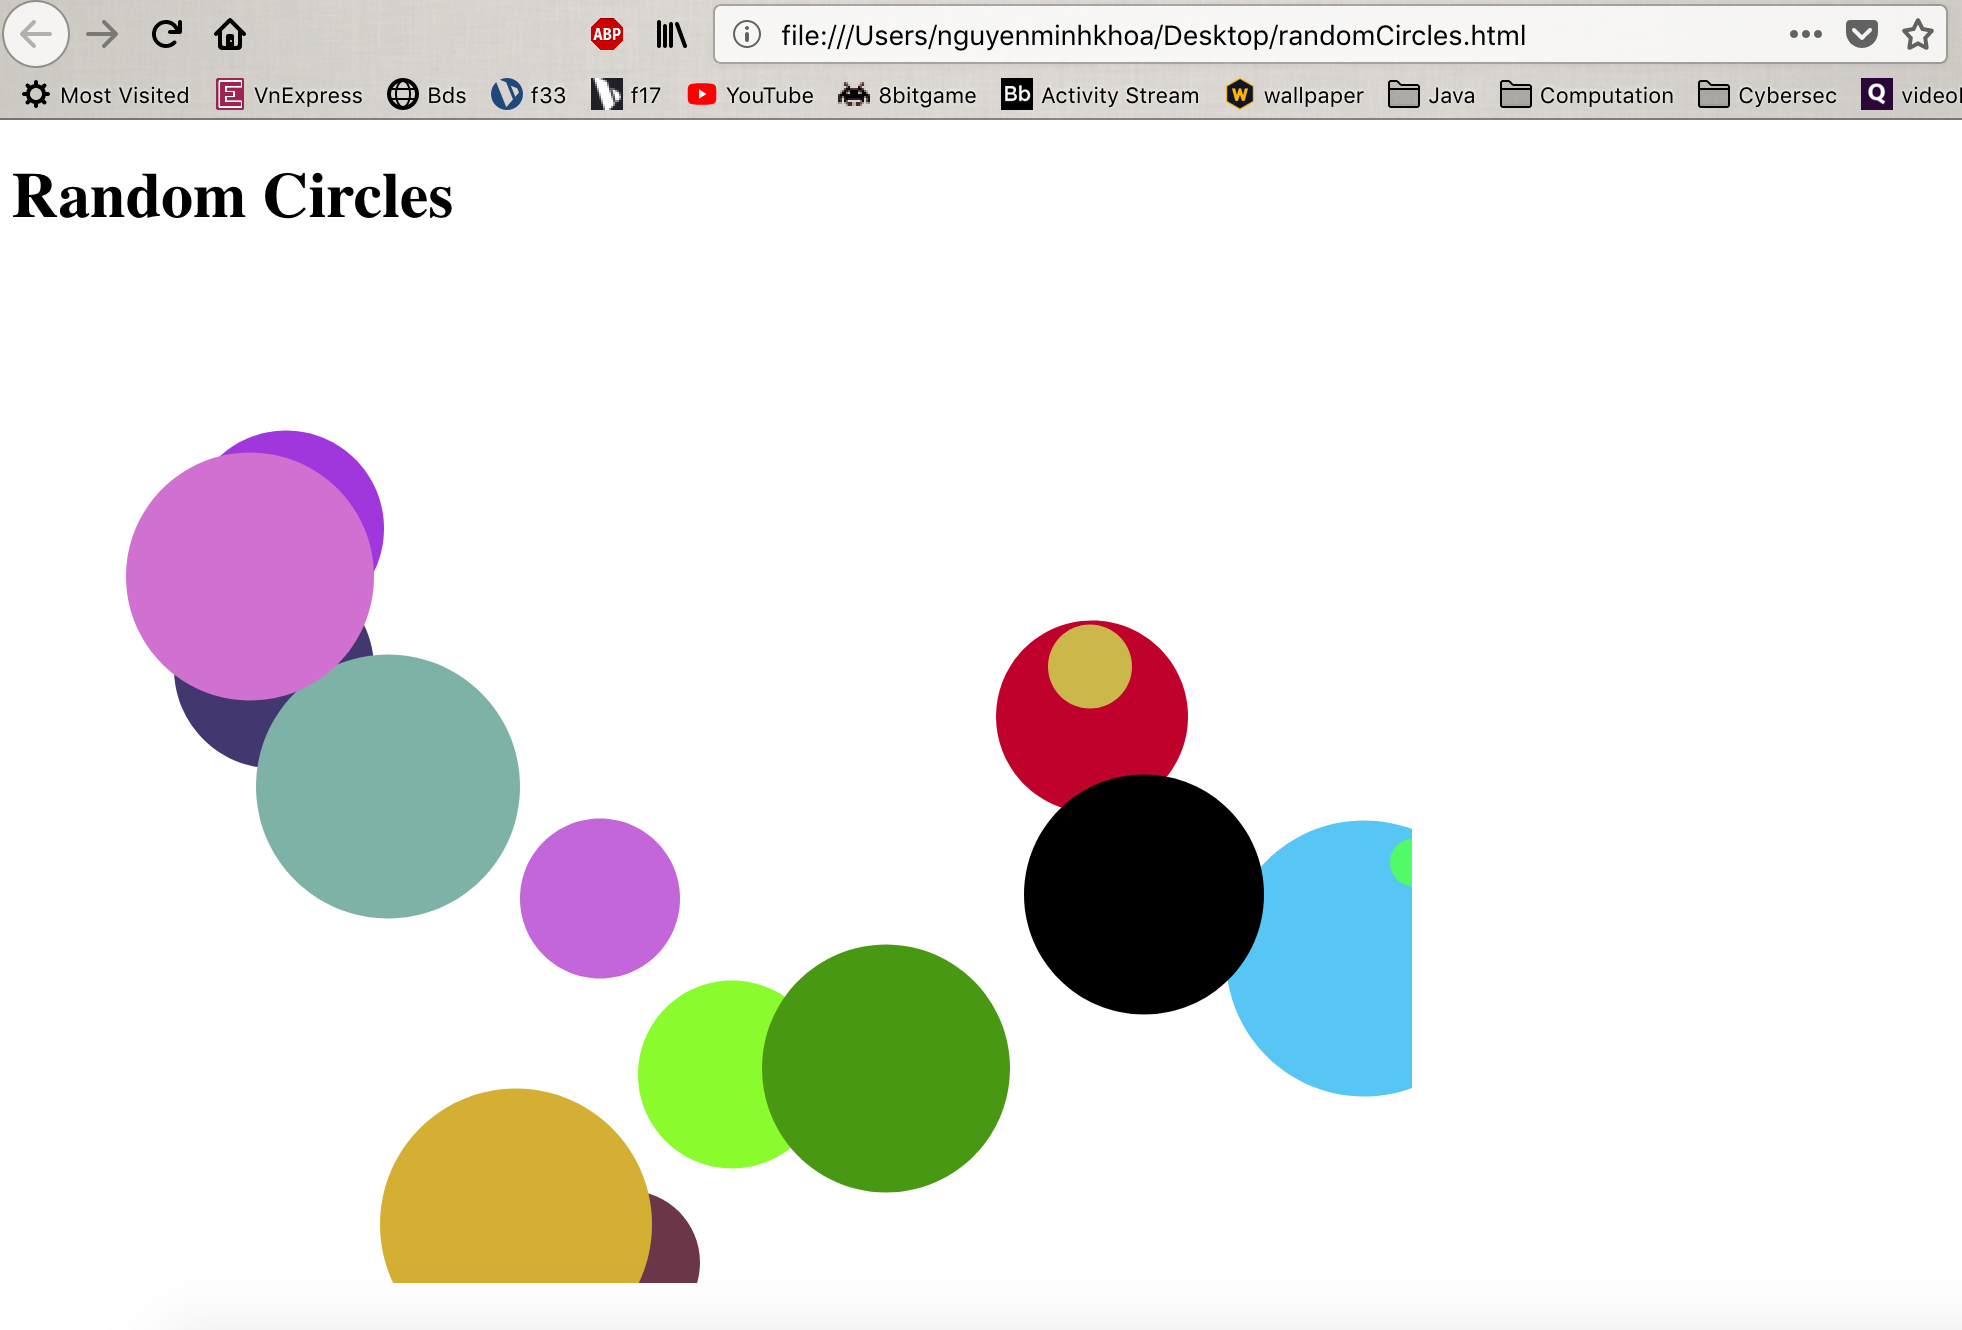 ABP file:///Users/nguyenminhkhoa/Desktop/randomCircles.html
Most Visited E VnExpress Bds f33 f17 YouTube 8bitgame Bb Activity Stream W wallpaper Java Computation Cybersec Q videol
Random Circles